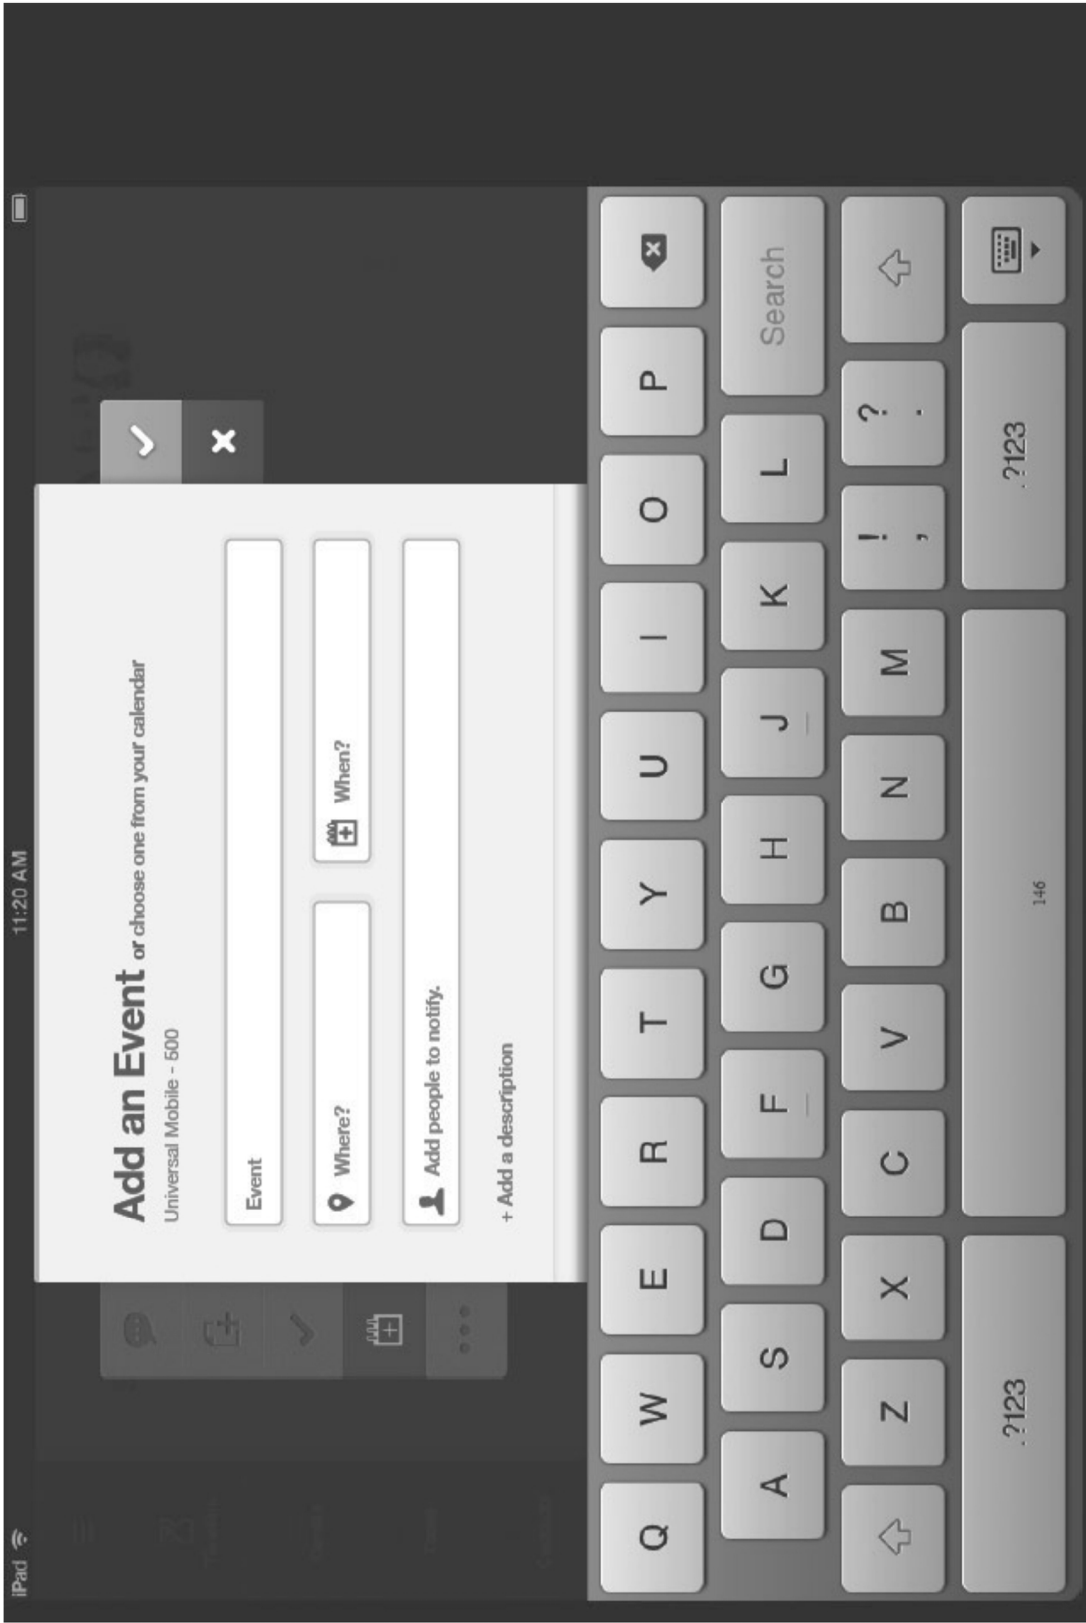 iPad 11:20 AM
Add an Event or choose one from your calendar
Universal Mobile - 500
Event
Where? When?
Add people to notify.
+ Add a description
Q W E R T Y U I O P
A S D F G H J K L Search
Z X C V B N M ! , ? .
.?123 146 .?123